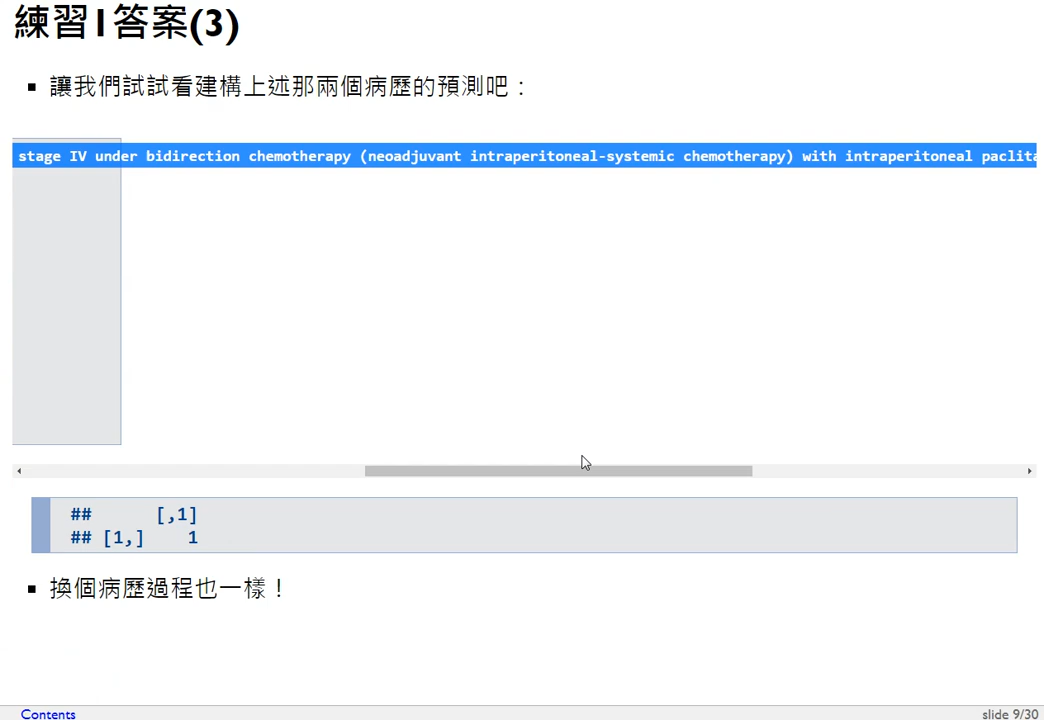 練習1答案(3)
讓我們試試看建構上述那兩個病歷的預測吧：
stage IV under bidirection chemotherapy (neoadjuvant intraperitoneal-systemic chemotherapy) with intraperitoneal paclita
## [,1]
## [1,] 1
換個病歷過程也一樣！
Contents
slide 9/30